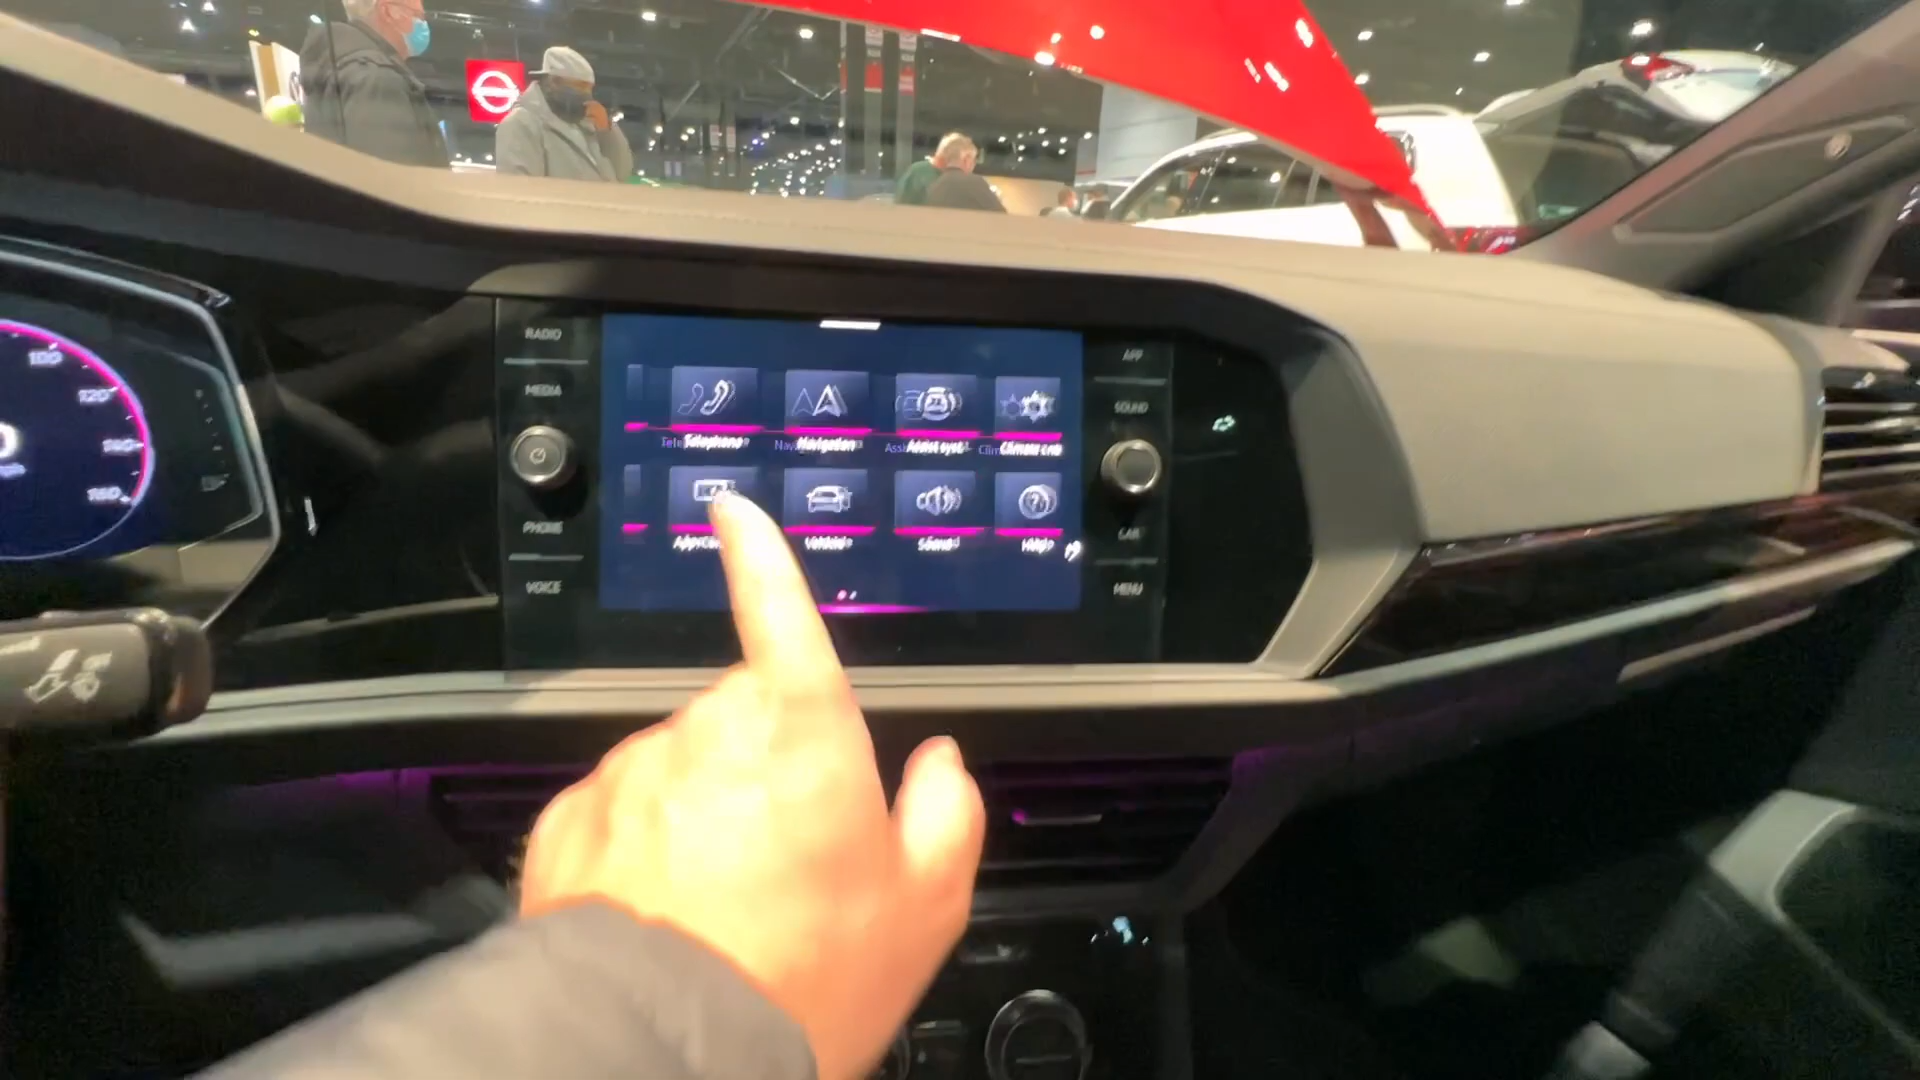 RADIO
MEDIA
PHONE
VOICE
APP
SOUND
CAR
MENU
Telephone
Navigation
Assist syst.
Vehicle
Sound
Help
100
120
140
160
0